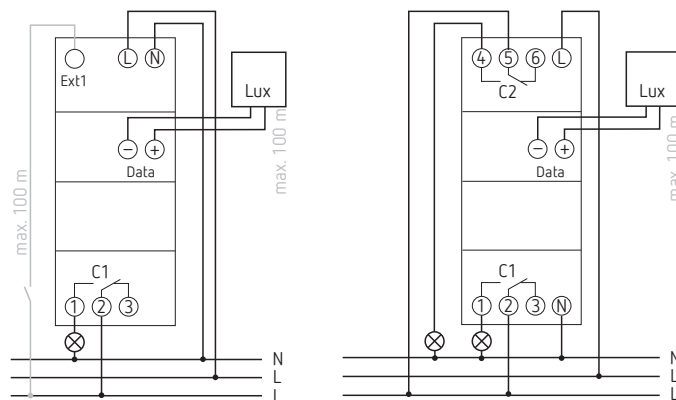 Ext1
L N
Lux
− +
Data
max. 100 m
max. 100 m
C1
1 2 3
N
L
L
4 5 6 L
C2
Lux
− +
Data
max. 100 m
C1
1 2 3 N
N
L
L